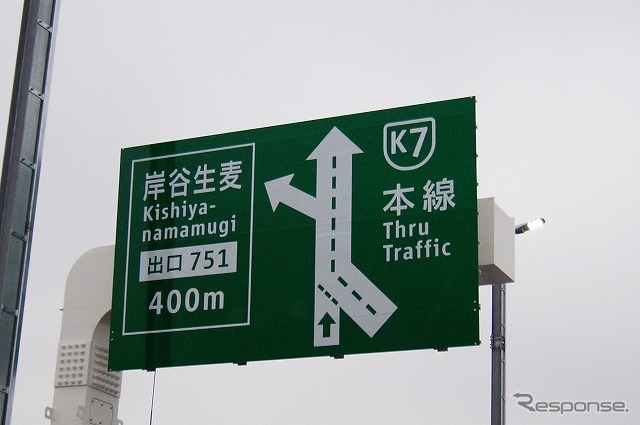 岸谷生麦
Kishiya-
namamugi
出口 751
400m
K7
本線
Thru
Traffic
Response.